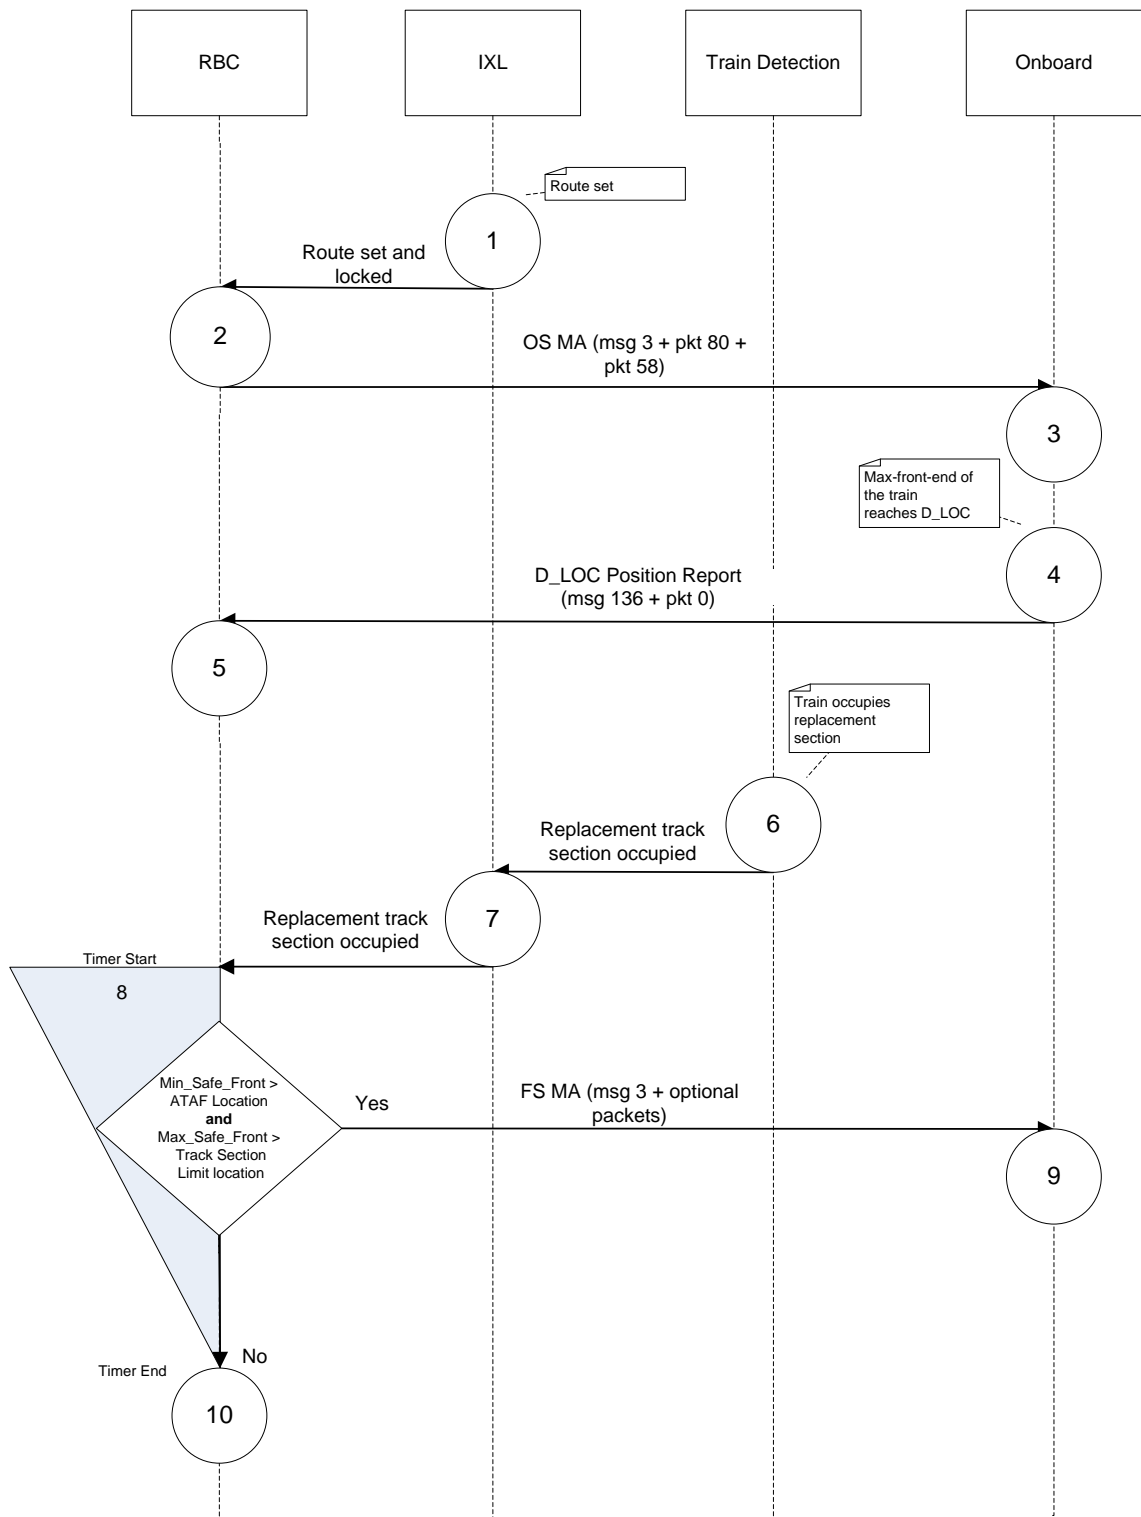 RBC
IXL
Train Detection
Onboard
Route set
1
Route set and
locked
2
OS MA (msg 3 + pkt 80 +
pkt 58)
3
Max-front-end of
the train
reaches D_LOC
4
D_LOC Position Report
(msg 136 + pkt 0)
5
Train occupies
replacement
section
6
Replacement track
section occupied
7
Replacement track
section occupied
Timer Start
8
Min_Safe_Front >
ATAF Location
and
Max_Safe_Front >
Track Section
Limit location
Yes
FS MA (msg 3 + optional
packets)
9
No
Timer End
10